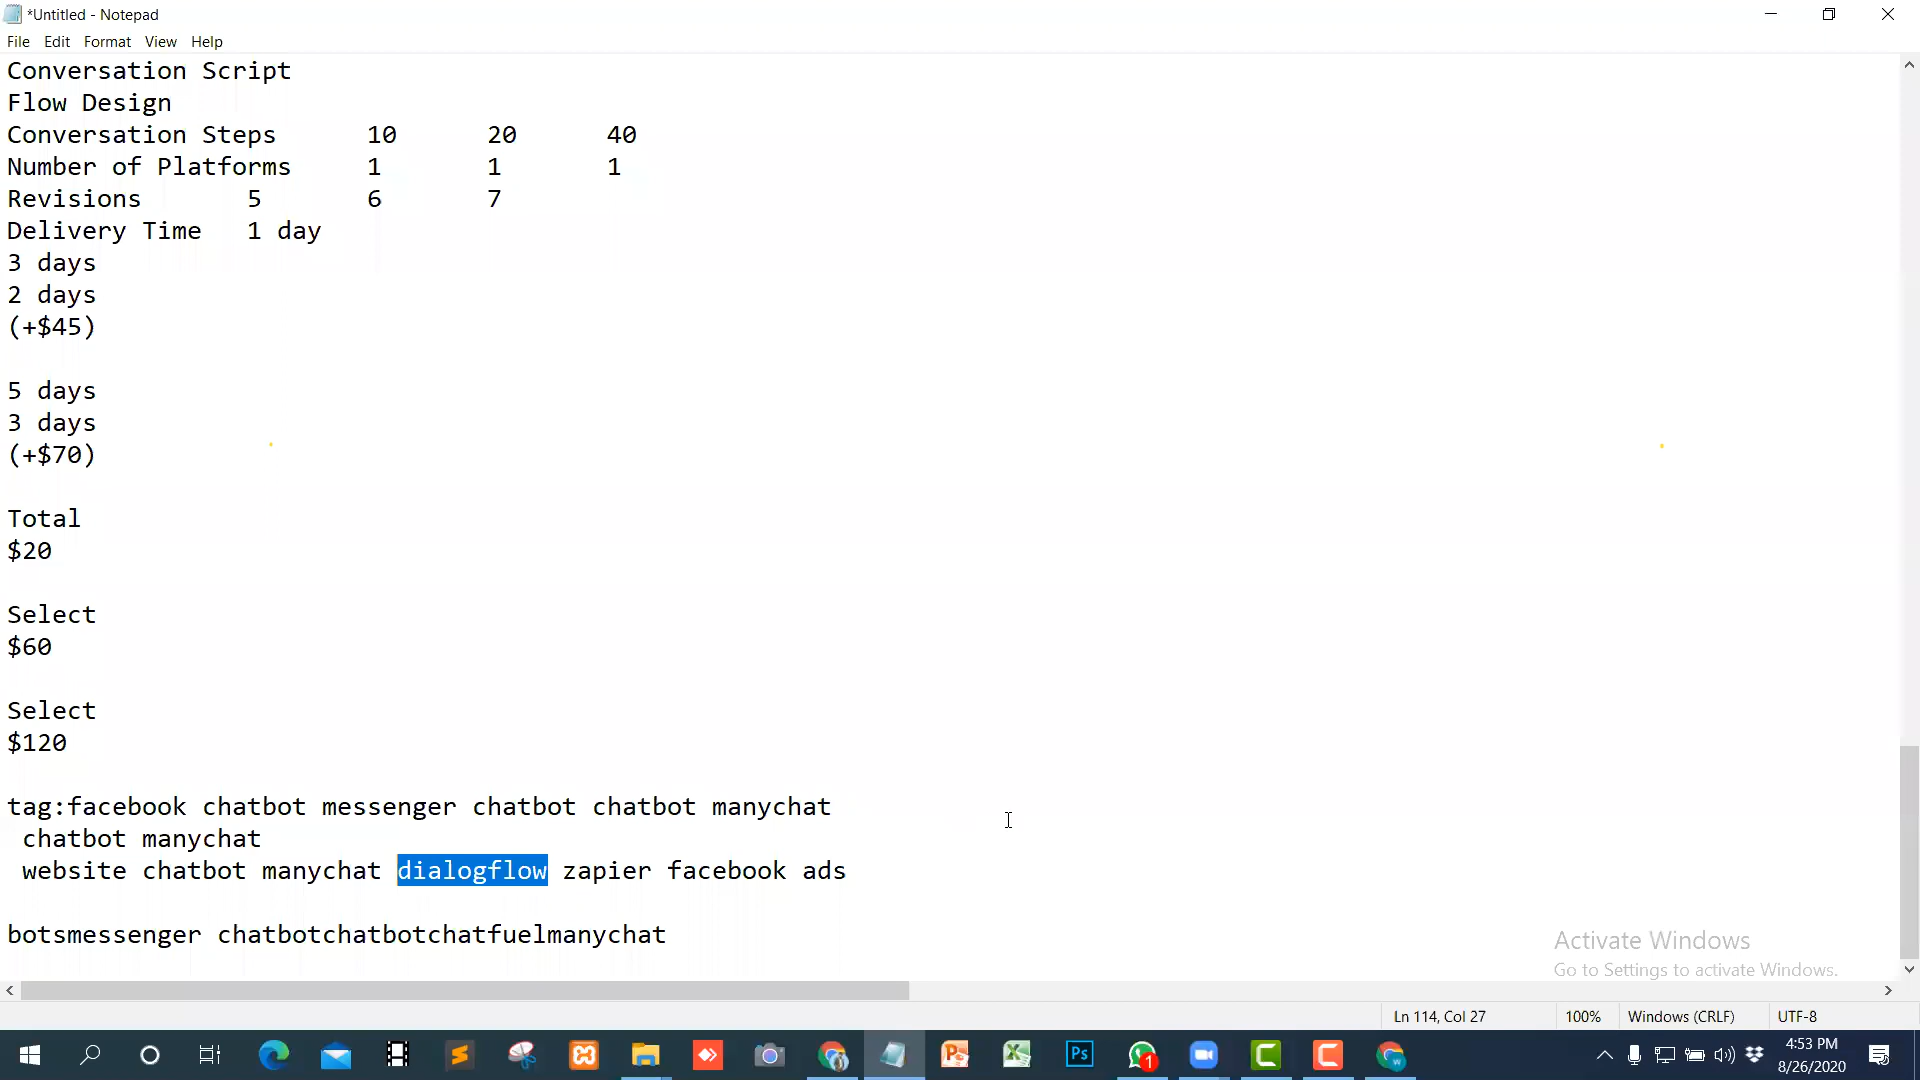 *Untitled - Notepad
File Edit Format View Help
Conversation Script
Flow Design
Conversation Steps 10 20 40
Number of Platforms 1 1 1
Revisions 5 6 7
Delivery Time 1 day
3 days
2 days
(+$45)
5 days
3 days
(+$70)
Total
$20
Select
$60
Select
$120
tag:facebook chatbot messenger chatbot chatbot manychat
chatbot manychat
website chatbot manychat dialogflow zapier facebook ads
botsmessenger chatbotchatbotchatfuelmanychat
Activate Windows
Go to Settings to activate Windows.
Ln 114, Col 27 100% Windows (CRLF) UTF-8
Ps 1 W
4:53 PM
8/26/2020